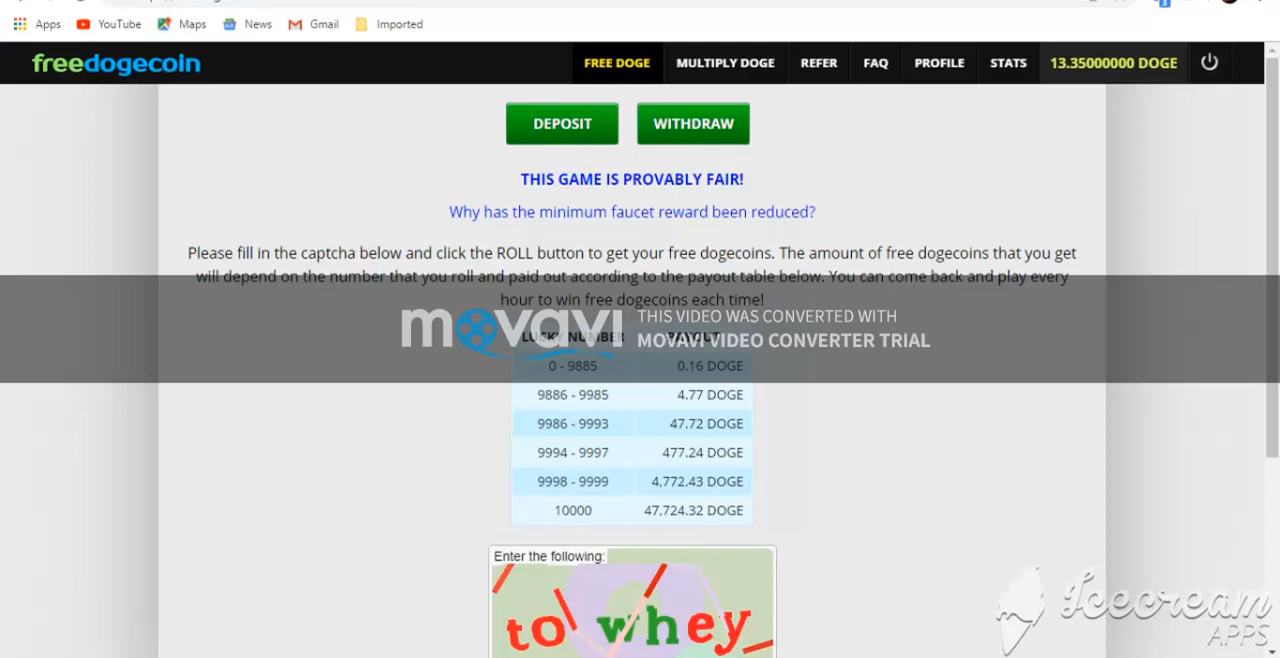 Apps YouTube Maps News Gmail Imported
freedogecoin FREE DOGE MULTIPLY DOGE REFER FAQ PROFILE STATS 13.35000000 DOGE
DEPOSIT WITHDRAW
THIS GAME IS PROVABLY FAIR!
Why has the minimum faucet reward been reduced?
Please fill in the captcha below and click the ROLL button to get your free dogecoins. The amount of free dogecoins that you get
will depend on the number that you roll and paid out according to the payout table below. You can come back and play every
hour to win free dogecoins each time!
movavi THIS VIDEO WAS CONVERTED WITH
MOVAVI VIDEO CONVERTER TRIAL
LUCKY NUMBER PAYOUT
0 - 9885 0.16 DOGE
9886 - 9985 4.77 DOGE
9986 - 9993 47.72 DOGE
9994 - 9997 477.24 DOGE
9998 - 9999 4,772.43 DOGE
10000 47,724.32 DOGE
Enter the following:
to whey
Icecream
APPS